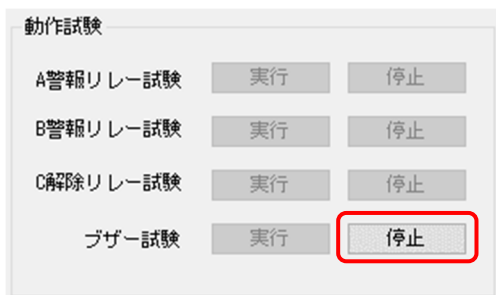 動作試験
A警報リレー試験 実行 停止
B警報リレー試験 実行 停止
C解除リレー試験 実行 停止
ブザー試験 実行 停止